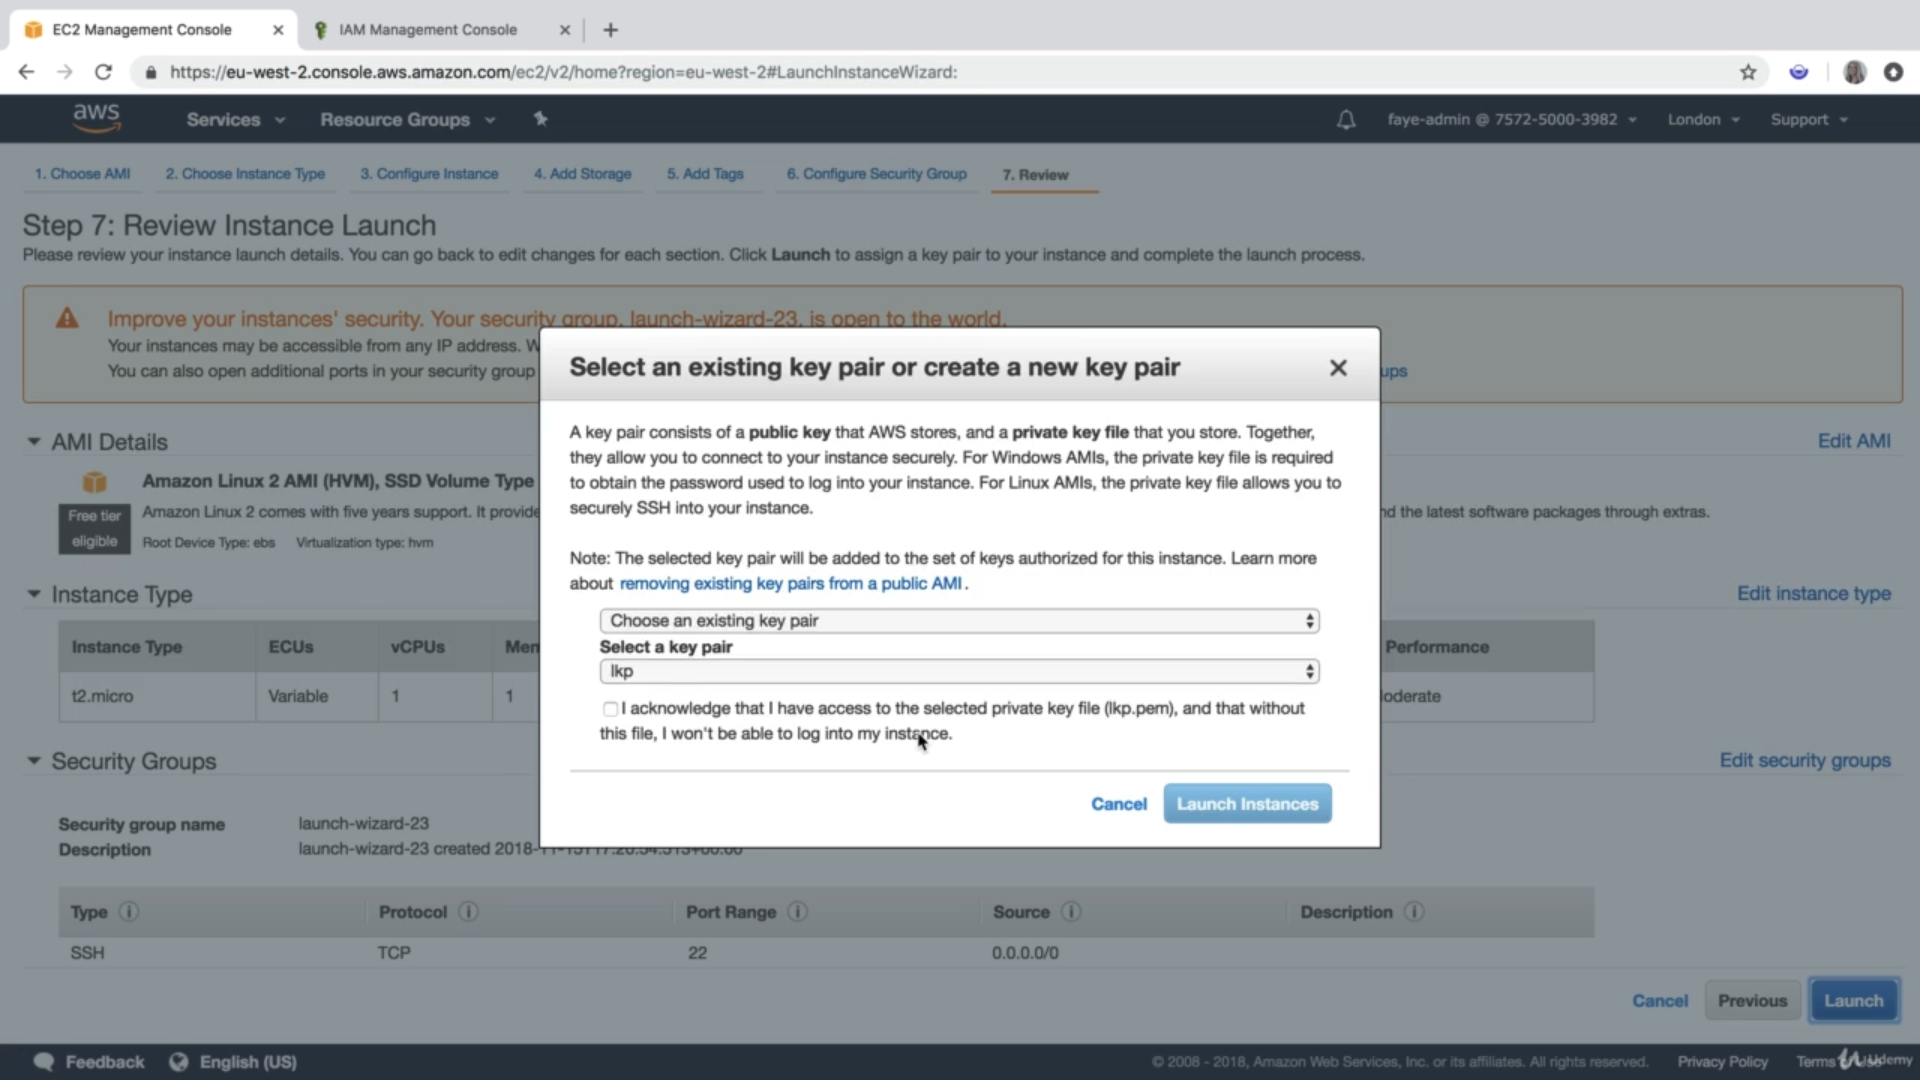 EC2 Management Console
IAM Management Console
https://eu-west-2.console.aws.amazon.com/ec2/v2/home?region=eu-west-2#LaunchInstanceWizard:
aws
Services
Resource Groups
faye-admin @ 7572-5000-3982
London
Support
1. Choose AMI
2. Choose Instance Type
3. Configure Instance
4. Add Storage
5. Add Tags
6. Configure Security Group
7. Review
Step 7: Review Instance Launch
Please review your instance launch details. You can go back to edit changes for each section. Click Launch to assign a key pair to your instance and complete the launch process.
Improve your instances' security. Your security group, launch-wizard-23, is open to the world.
Your instances may be accessible from any IP address. W
You can also open additional ports in your security group
ups
AMI Details
Edit AMI
Amazon Linux 2 AMI (HVM), SSD Volume Type
Free tier
eligible
Amazon Linux 2 comes with five years support. It provide
nd the latest software packages through extras.
Root Device Type: ebs Virtualization type: hvm
Instance Type
Edit instance type
Instance Type
ECUs
vCPUs
Mem
Performance
t2.micro
Variable
1
1
loderate
Security Groups
Edit security groups
Security group name
launch-wizard-23
Description
launch-wizard-23 created 2018-
Type
Protocol
Port Range
Source
Description
SSH
TCP
22
0.0.0.0/0
Select an existing key pair or create a new key pair
A key pair consists of a public key that AWS stores, and a private key file that you store. Together,
they allow you to connect to your instance securely. For Windows AMIs, the private key file is required
to obtain the password used to log into your instance. For Linux AMIs, the private key file allows you to
securely SSH into your instance.
Note: The selected key pair will be added to the set of keys authorized for this instance. Learn more
about removing existing key pairs from a public AMI.
Choose an existing key pair
Select a key pair
lkp
I acknowledge that I have access to the selected private key file (lkp.pem), and that without
this file, I won't be able to log into my instance.
Cancel
Launch Instances
Cancel
Previous
Launch
Feedback
English (US)
© 2008 - 2018, Amazon Web Services, Inc. or its affiliates. All rights reserved.
Privacy Policy
Terms
Udemy